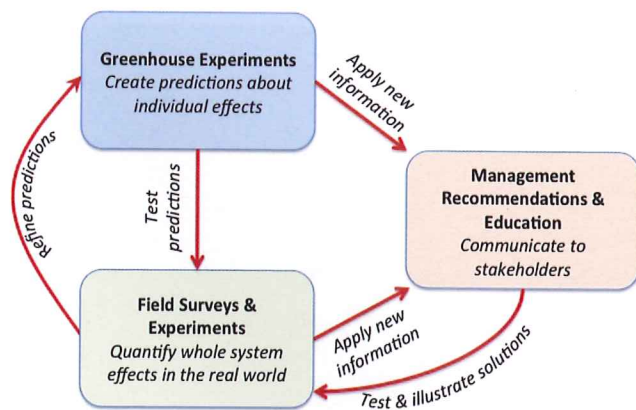 Greenhouse Experiments
Create predictions about
individual effects
Apply new
information
Refine predictions
Test
predictions
Management
Recommendations &
Education
Communicate to
stakeholders
Field Surveys &
Experiments
Quantify whole system
effects in the real world
Apply new
information
Test & illustrate solutions